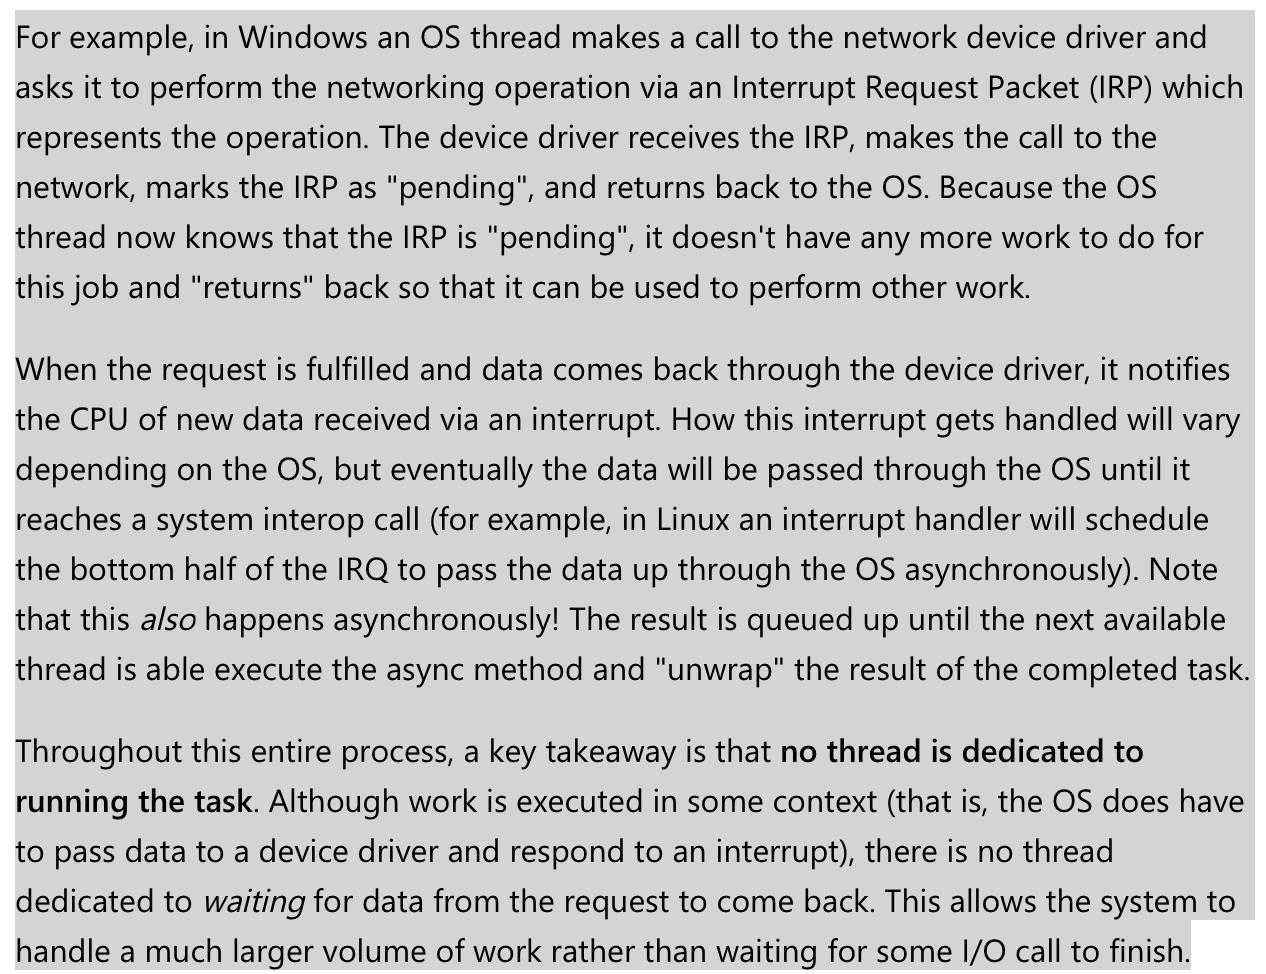 For example, in Windows an OS thread makes a call to the network device driver and
asks it to perform the networking operation via an Interrupt Request Packet (IRP) which
represents the operation. The device driver receives the IRP, makes the call to the
network, marks the IRP as "pending", and returns back to the OS. Because the OS
thread now knows that the IRP is "pending", it doesn't have any more work to do for
this job and "returns" back so that it can be used to perform other work.
When the request is fulfilled and data comes back through the device driver, it notifies
the CPU of new data received via an interrupt. How this interrupt gets handled will vary
depending on the OS, but eventually the data will be passed through the OS until it
reaches a system interop call (for example, in Linux an interrupt handler will schedule
the bottom half of the IRQ to pass the data up through the OS asynchronously). Note
that this also happens asynchronously! The result is queued up until the next available
thread is able execute the async method and "unwrap" the result of the completed task.
Throughout this entire process, a key takeaway is that no thread is dedicated to
running the task. Although work is executed in some context (that is, the OS does have
to pass data to a device driver and respond to an interrupt), there is no thread
dedicated to waiting for data from the request to come back. This allows the system to
handle a much larger volume of work rather than waiting for some I/O call to finish.